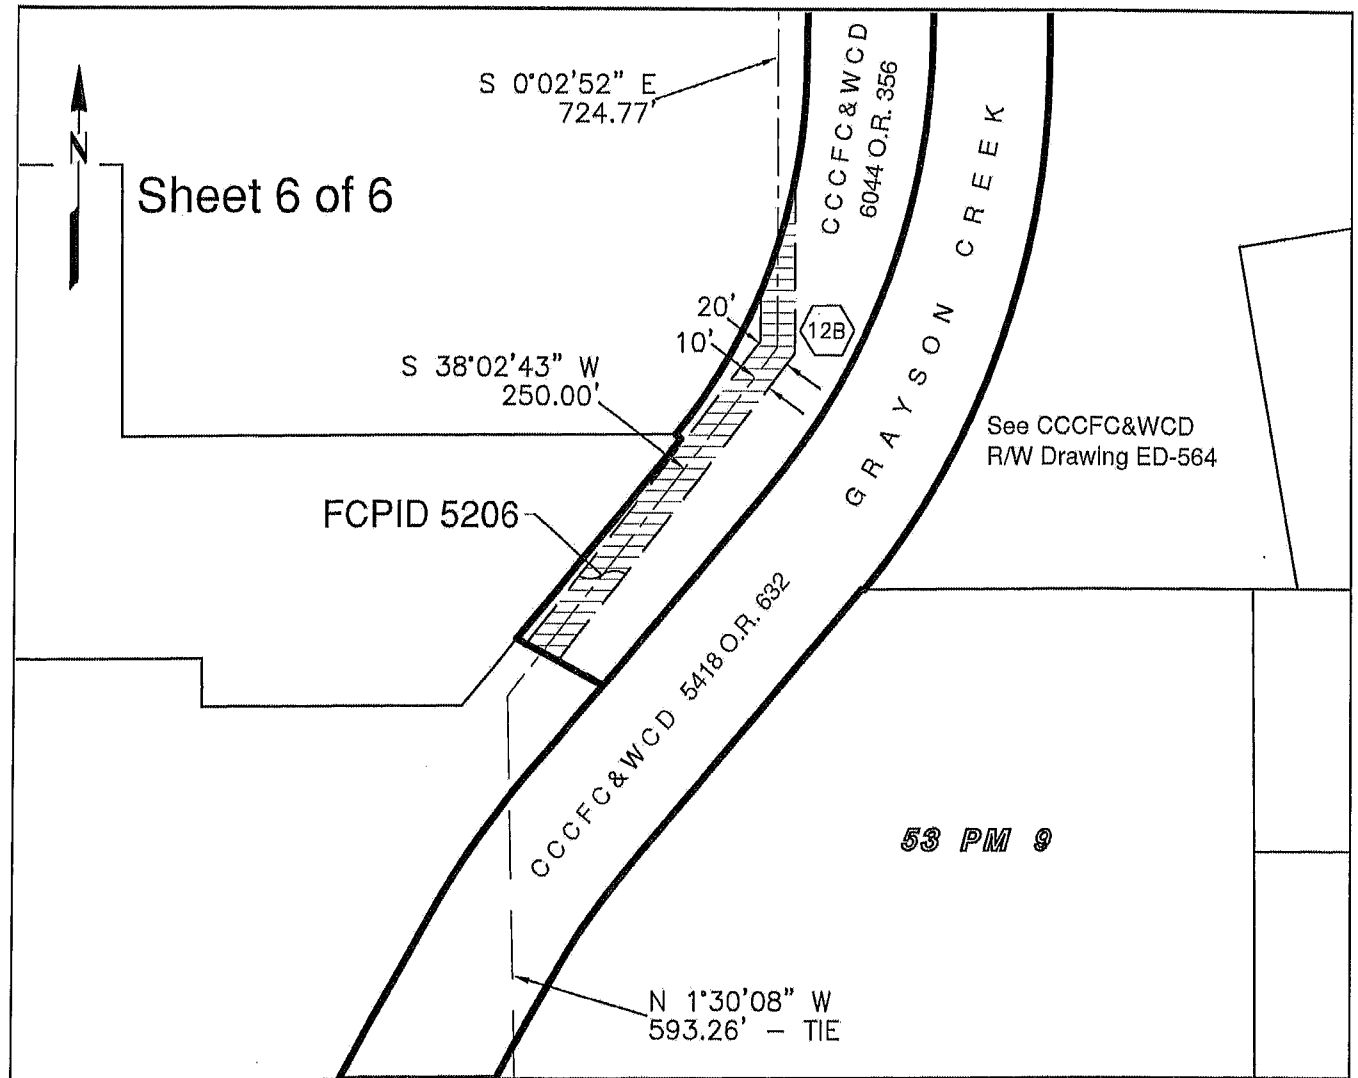 S 0°02'52" E
724.77'
CCCFC&WCD
6044 O.R. 356
N
Sheet 6 of 6
GRAYSON CREEK
20'
10'
12B
S 38°02'43" W
250.00'
See CCCFC&WCD
R/W Drawing ED-564
FCPID 5206
CCCFC&WCD 5418 O.R. 632
53 PM 9
N 1°30'08" W
593.26' - TIE